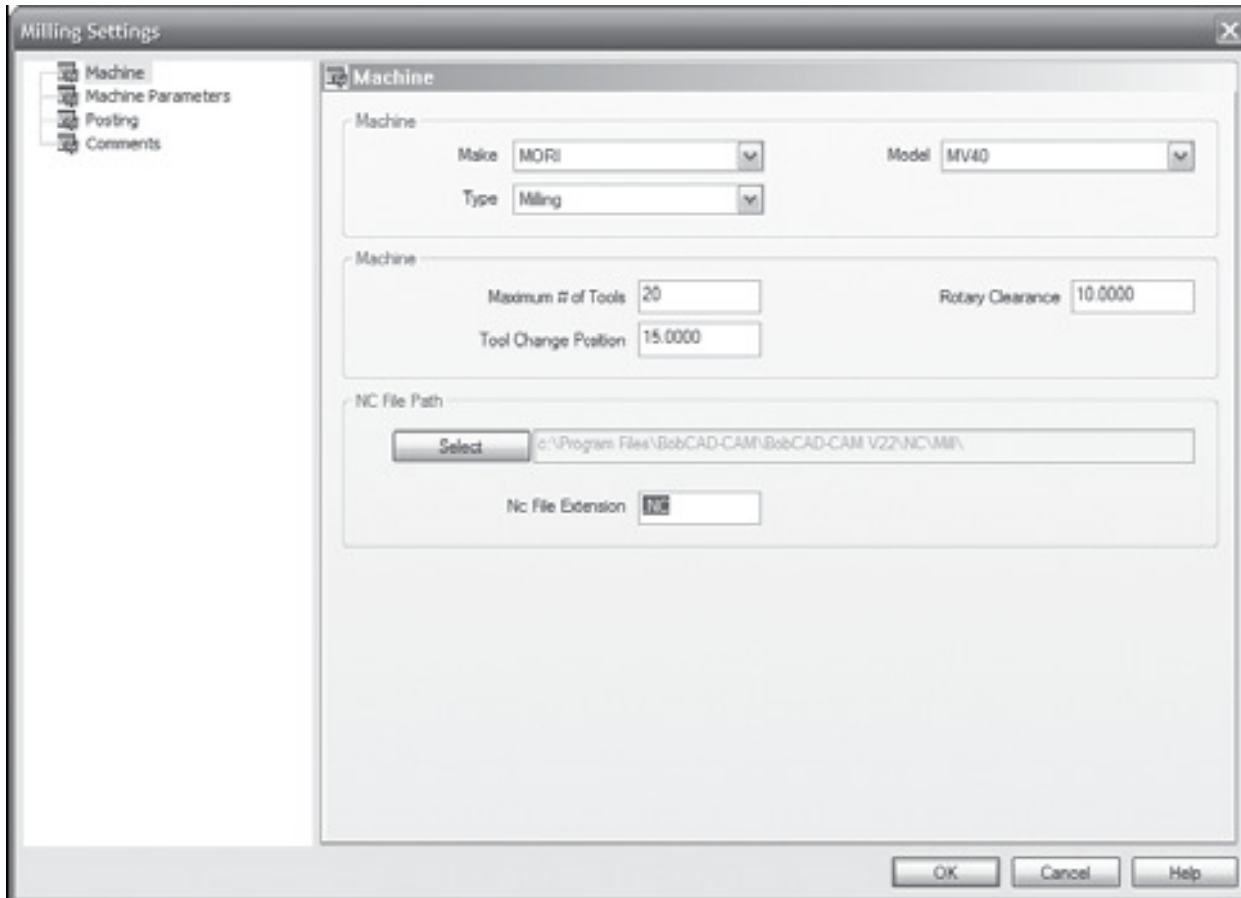 Milling Settings
Machine
Machine Parameters
Posting
Comments
Machine
Machine
Make MORI Model MV40
Type Milling
Machine
Maximum # of Tools 20 Rotary Clearance 10.0000
Tool Change Position 15.0000
NC File Path
Select c:\Program Files\BobCAD-CAM\BobCAD-CAM V22\NC\Mill\
Nc File Extension .NC
OK Cancel Help